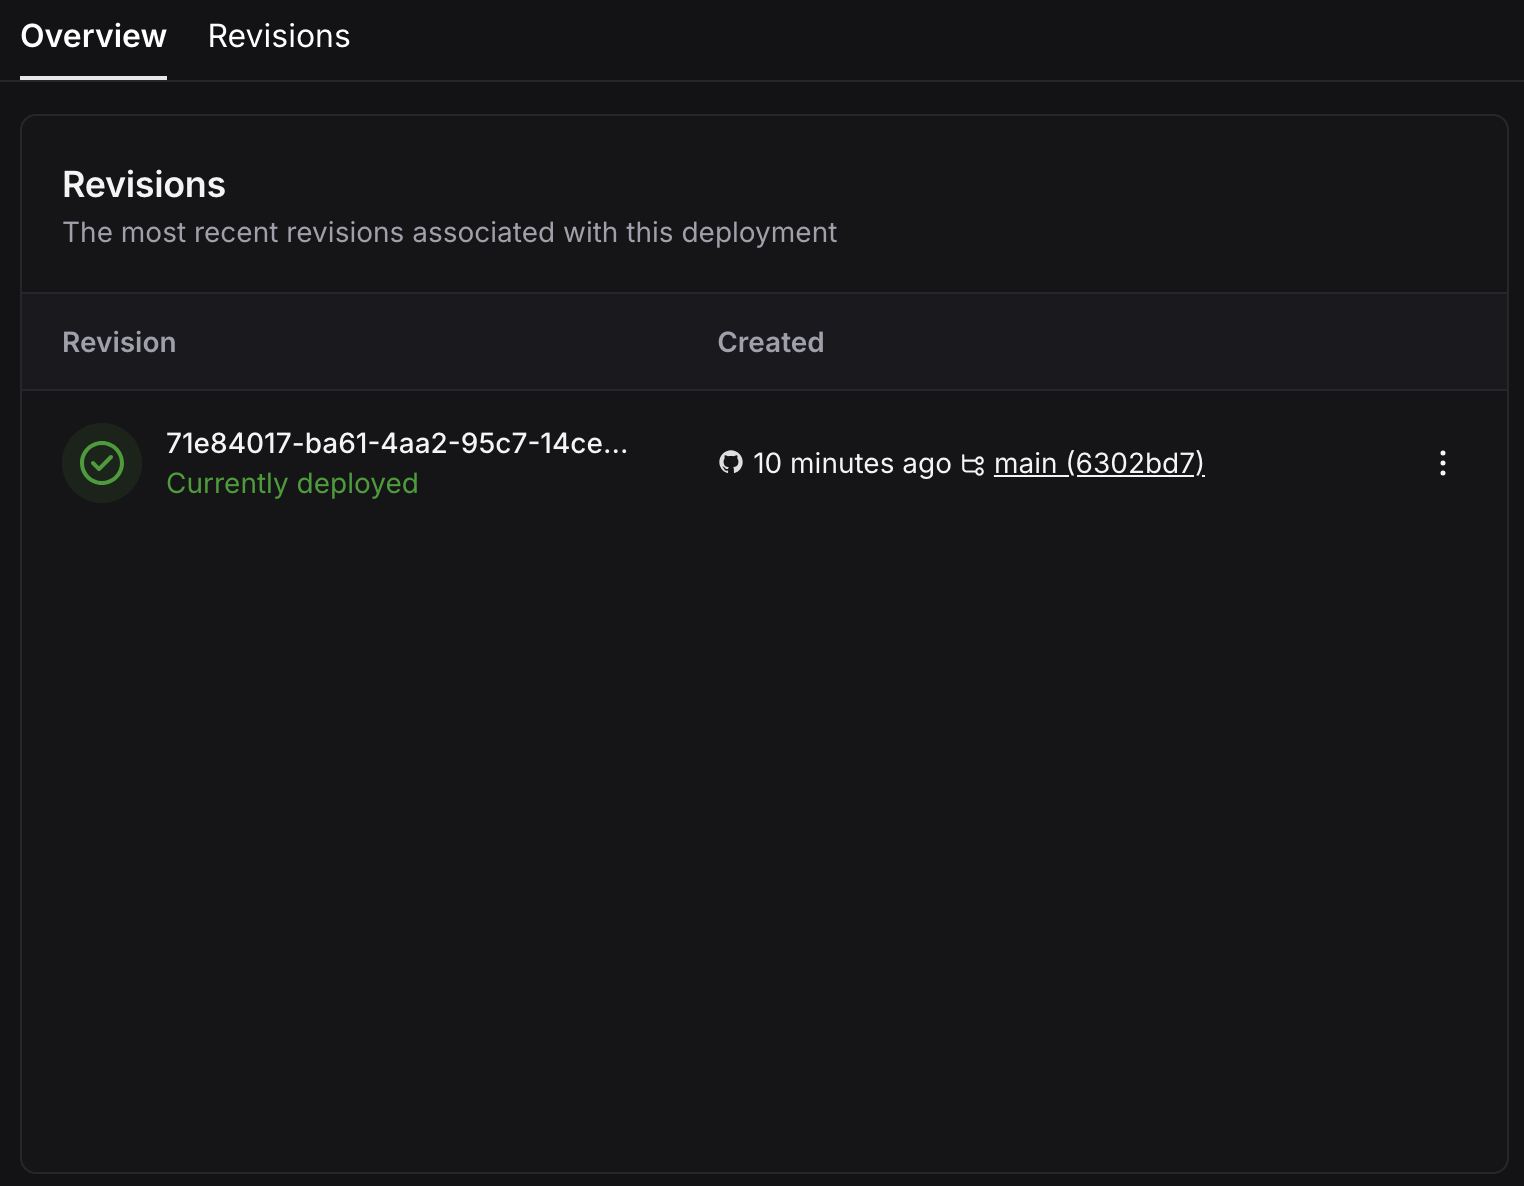 Overview Revisions
Revisions
The most recent revisions associated with this deployment
Revision Created
71e84017-ba61-4aa2-95c7-14ce...
Currently deployed
10 minutes ago main (6302bd7)